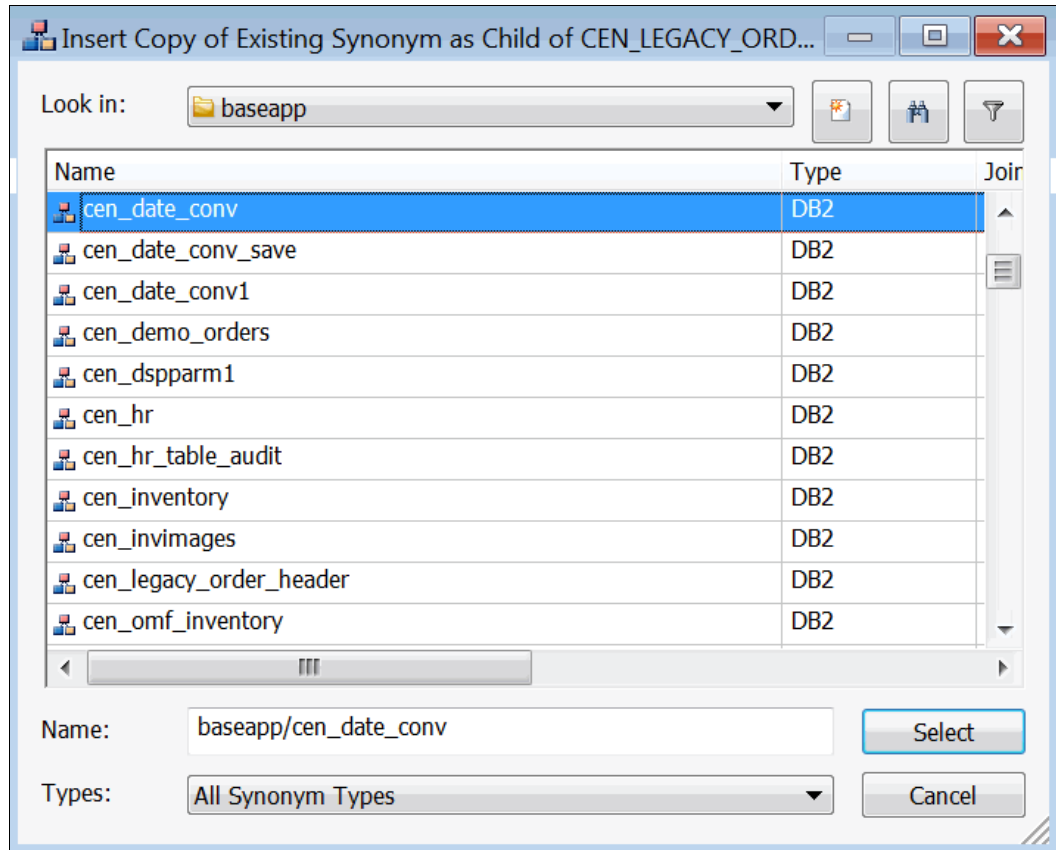 Insert Copy of Existing Synonym as Child of CEN_LEGACY_ORD...
Look in: baseapp
Name Type Join
cen_date_conv DB2
cen_date_conv_save DB2
cen_date_conv1 DB2
cen_demo_orders DB2
cen_dspparm1 DB2
cen_hr DB2
cen_hr_table_audit DB2
cen_inventory DB2
cen_invimages DB2
cen_legacy_order_header DB2
cen_omf_inventory DB2
Name: baseapp/cen_date_conv Select
Types: All Synonym Types Cancel